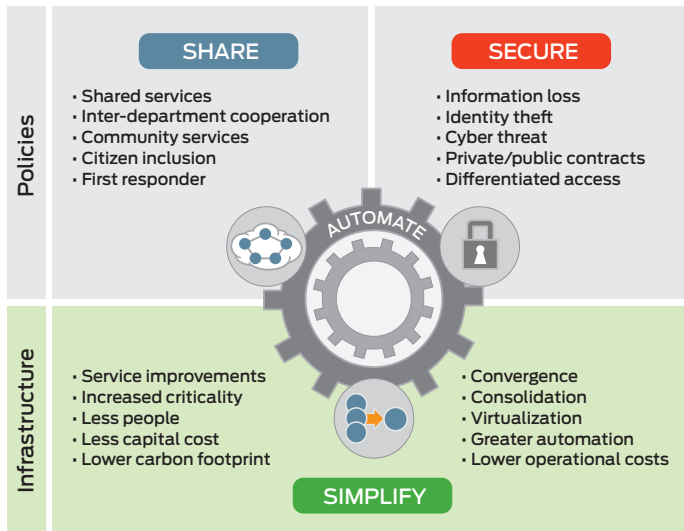 Policies
SHARE
· Shared services
· Inter-department cooperation
· Community services
· Citizen inclusion
· First responder
SECURE
· Information loss
· Identity theft
· Cyber threat
· Private/public contracts
· Differentiated access
AUTOMATE
Infrastructure
· Service improvements
· Increased criticality
· Less people
· Less capital cost
· Lower carbon footprint
· Convergence
· Consolidation
· Virtualization
· Greater automation
· Lower operational costs
SIMPLIFY